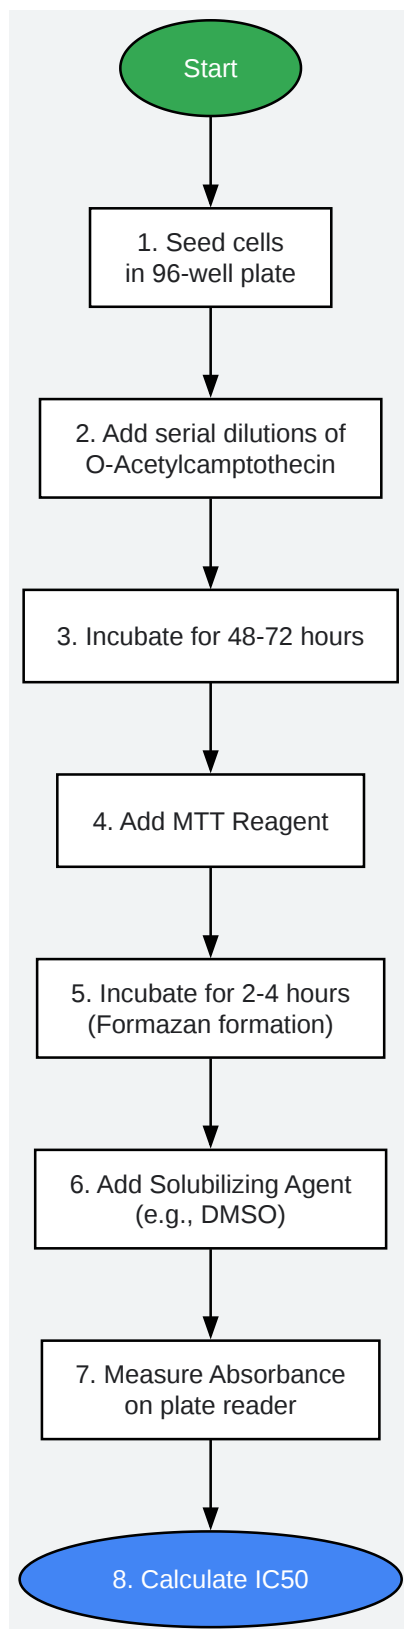 Start
1. Seed cells
in 96-well plate
2. Add serial dilutions of
O-Acetylcamptothecin
3. Incubate for 48-72 hours
4. Add MTT Reagent
5. Incubate for 2-4 hours
(Formazan formation)
6. Add Solubilizing Agent
(e.g., DMSO)
7. Measure Absorbance
on plate reader
8. Calculate IC50